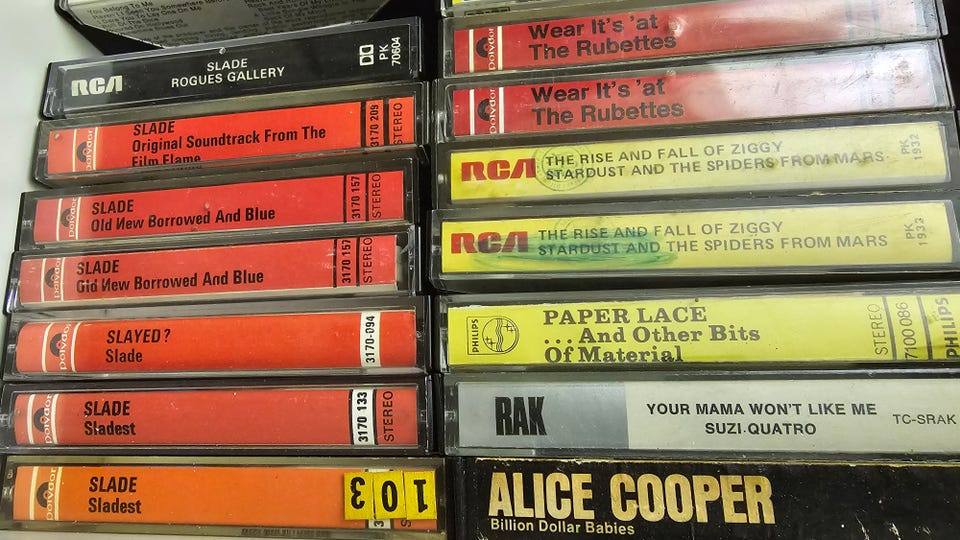 You Belong To Me
RCA
SLADE
ROGUES GALLERY
PK
70604
polydor
SLADE
Original Soundtrack From The
Film Flame
3170 209
STEREO
polydor
SLADE
Old New Borrowed And Blue
3170 157
STEREO
polydor
SLADE
Old New Borrowed And Blue
3170 157
STEREO
polydor
SLAYED?
Slade
3170-094
polydor
SLADE
Sladest
3170 133
STEREO
polydor
SLADE
Sladest
103
Wear It's 'at
The Rubettes
Wear It's 'at
The Rubettes
RCA
THE RISE AND FALL OF ZIGGY
STARDUST AND THE SPIDERS FROM MARS
PK
1932
RCA
THE RISE AND FALL OF ZIGGY
STARDUST AND THE SPIDERS FROM MARS
PK
1932
PHILIPS
PAPER LACE
...And Other Bits
Of Material
STEREO
7100 086
PHILIPS
RAK
YOUR MAMA WON'T LIKE ME
SUZI QUATRO
TC-SRAK
ALICE COOPER
Billion Dollar Babies